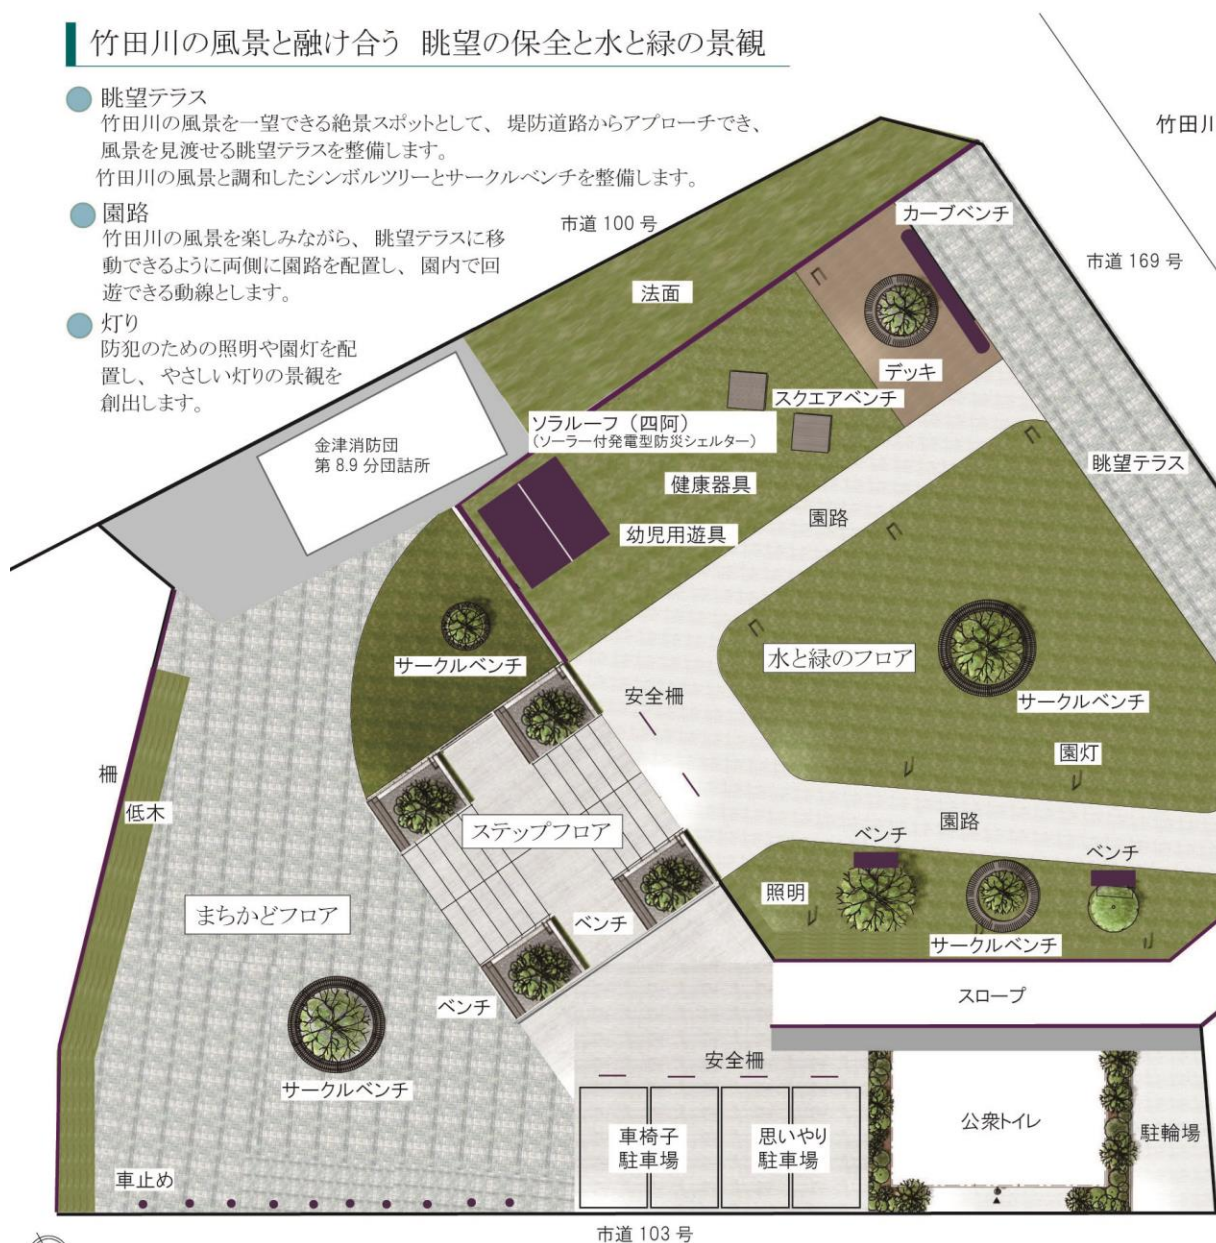 竹田川の風景と融け合う 眺望の保全と水と緑の景観
眺望テラス
竹田川の風景を一望できる絶景スポットとして、堤防道路からアプローチでき、
風景を見渡せる眺望テラスを整備します。
竹田川の風景と調和したシンボルツリーとサークルベンチを整備します。
園路
竹田川の風景を楽しみながら、眺望テラスに移
動できるように両側に園路を配置し、園内で回
遊できる動線とします。
灯り
防犯のための照明や園灯を配
置し、やさしい灯りの景観を
創出します。
竹田川
市道 100 号
カーブベンチ
市道 169 号
法面
デッキ
スクエアベンチ
ソラルーフ（四阿）
（ソーラー付発電型防災シェルター）
金津消防団
第 8.9 分団詰所
眺望テラス
健康器具
園路
幼児用遊具
水と緑のフロア
サークルベンチ
安全柵
サークルベンチ
園灯
柵
低木
ステップフロア
園路
ベンチ
ベンチ
照明
まちかどフロア
ベンチ
サークルベンチ
ベンチ
スロープ
安全柵
サークルベンチ
車椅子
駐車場
思いやり
駐車場
公衆トイレ
駐輪場
車止め
市道 103 号